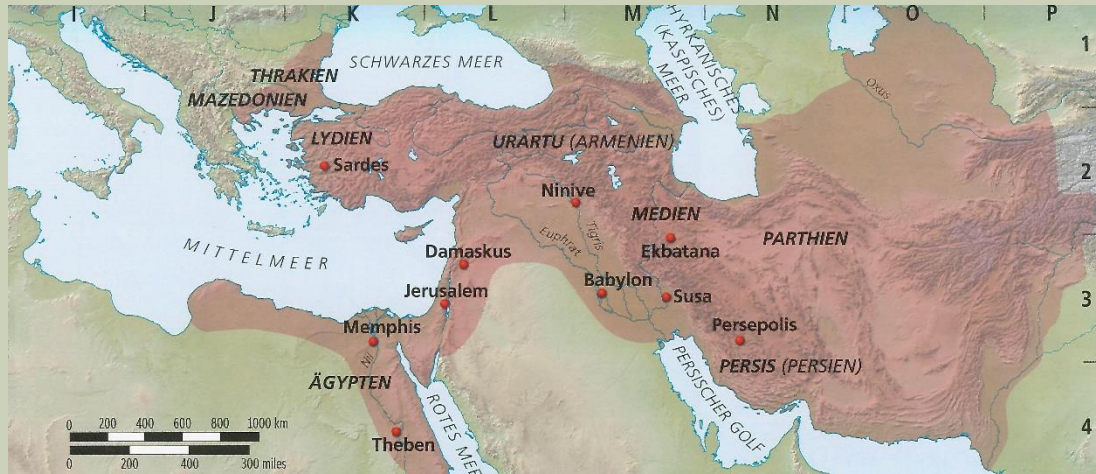 I J K L M N O P
1
2
3
4
SCHWARZES MEER
HYRKANISCHES
(KASPISCHES)
MEER
Oxus
THRAKIEN
MAZEDONIEN
LYDIEN
Sardes
URARTU (ARMENIEN)
Ninive
MEDIEN
Ekbatana
PARTHIEN
MITTELMEER
Euphrat
Tigris
Damaskus
Jerusalem
Babylon
Susa
Memphis
Nil
Persepolis
PERSIS (PERSIEN)
ÄGYPTEN
ROTES MEER
PERSISCHER GOLF
Theben
0 200 400 600 800 1000 km
0 200 400 300 miles